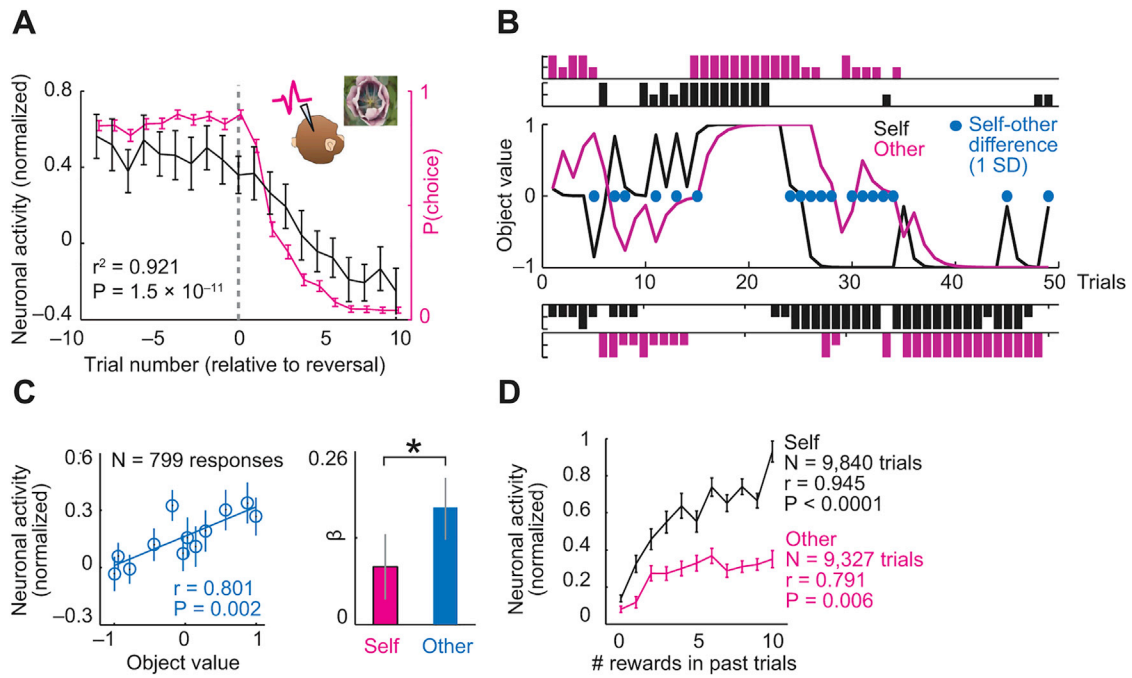 A
Neuronal activity (normalized)
0.8
0.4
0
–0.4
1
0
P(choice)
r² = 0.921
P = 1.5 × 10⁻¹¹
–10
–5
0
5
10
Trial number (relative to reversal)
B
Object value
1
0
–1
Self
Other
Self-other
difference
(1 SD)
0
10
20
30
40
50
Trials
C
Neuronal activity
(normalized)
0.6
0.3
0
–0.3
N = 799 responses
r = 0.801
P = 0.002
–1
0
1
Object value
0.26
β
0
*
Self
Other
D
Neuronal activity
(normalized)
1
0.8
0.6
0.4
0.2
0
Self
N = 9,840 trials
r = 0.945
P < 0.0001
Other
N = 9,327 trials
r = 0.791
P = 0.006
0
5
10
# rewards in past trials